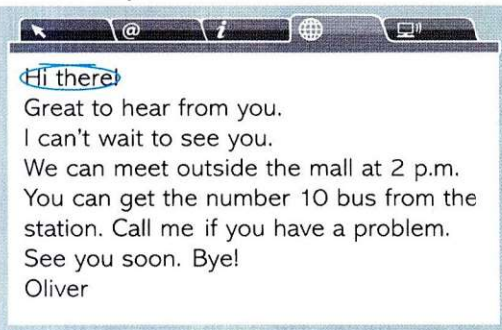 @
i
Hi there!
Great to hear from you.
I can't wait to see you.
We can meet outside the mall at 2 p.m.
You can get the number 10 bus from the
station. Call me if you have a problem.
See you soon. Bye!
Oliver